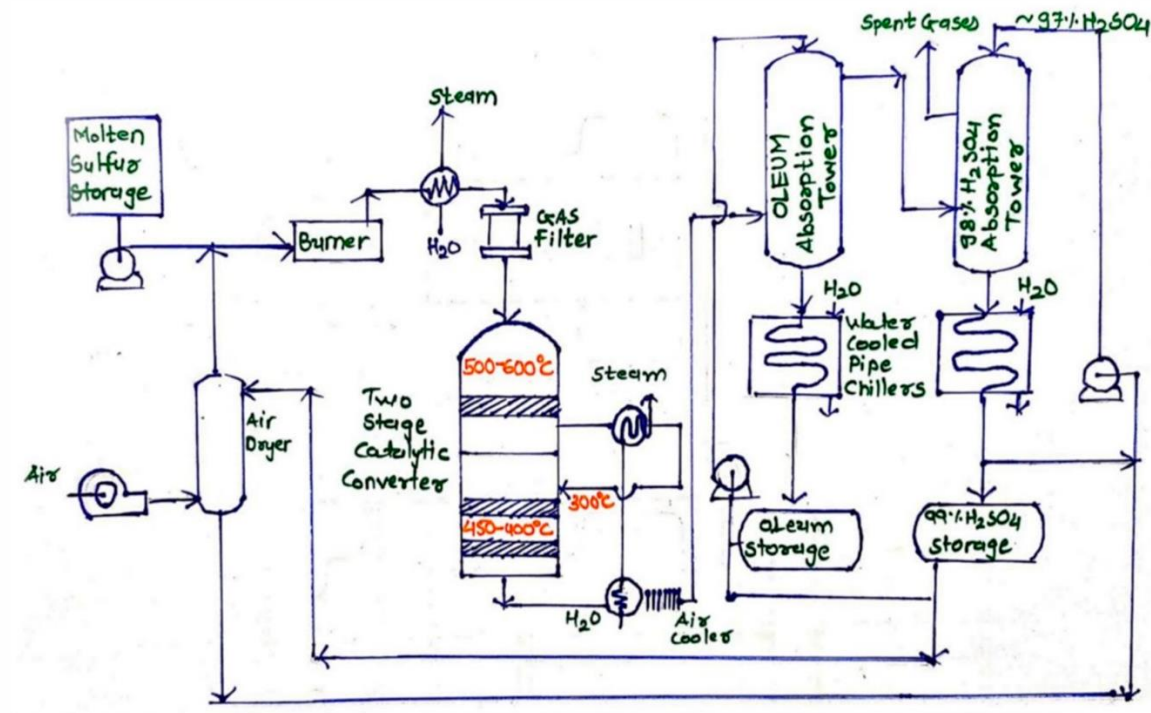 Spent Gases
~97% H2SO4
Steam
Molten
Sulfur
Storage
Burner
H2O
GAS
Filter
OLEUM
Absorption
Tower
98% H2SO4
Absorption
Tower
H2O
Water
Cooled
Pipe
Chillers
H2O
500-600°C
Two
Stage
Catalytic
Converter
Steam
300°C
450-400°C
Air
Dryer
Air
Oleum
Storage
99% H2SO4
Storage
H2O
Air
Cooler